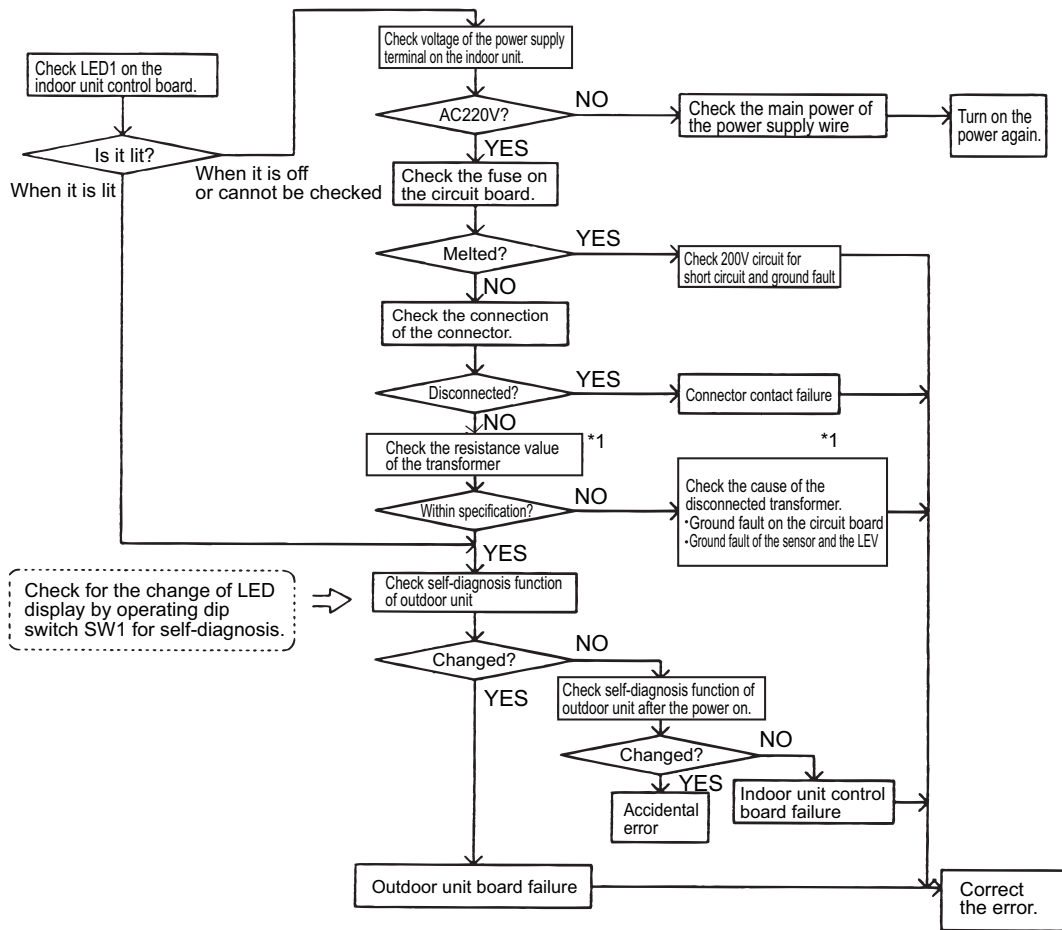 Check voltage of the power supply
terminal on the indoor unit.
Check LED1 on the
indoor unit control board.
AC220V?
NO
Check the main power of
the power supply wire
Turn on the
power again.
Is it lit?
YES
When it is lit
When it is off
or cannot be checked
Check the fuse on
the circuit board.
Melted?
YES
Check 200V circuit for
short circuit and ground fault
NO
Check the connection
of the connector.
Disconnected?
YES
Connector contact failure
NO
Check the resistance value
of the transformer
*1
*1
Check the cause of the
disconnected transformer.
•Ground fault on the circuit board
•Ground fault of the sensor and the LEV
Within specification?
NO
YES
Check for the change of LED
display by operating dip
switch SW1 for self-diagnosis.
Check self-diagnosis function
of outdoor unit
Changed?
NO
YES
Check self-diagnosis function of
outdoor unit after the power on.
Changed?
NO
YES
Accidental
error
Indoor unit control
board failure
Outdoor unit board failure
Correct
the error.